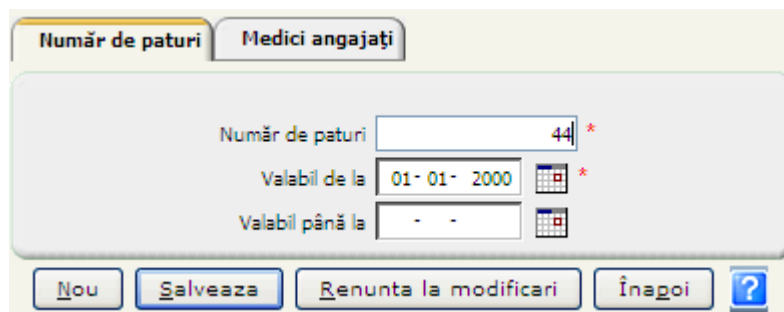 Număr de paturi Medici angajați
Număr de paturi 44 *
Valabil de la 01- 01- 2000 *
Valabil până la - -
Nou Salveaza Renunta la modificari Înapoi ?